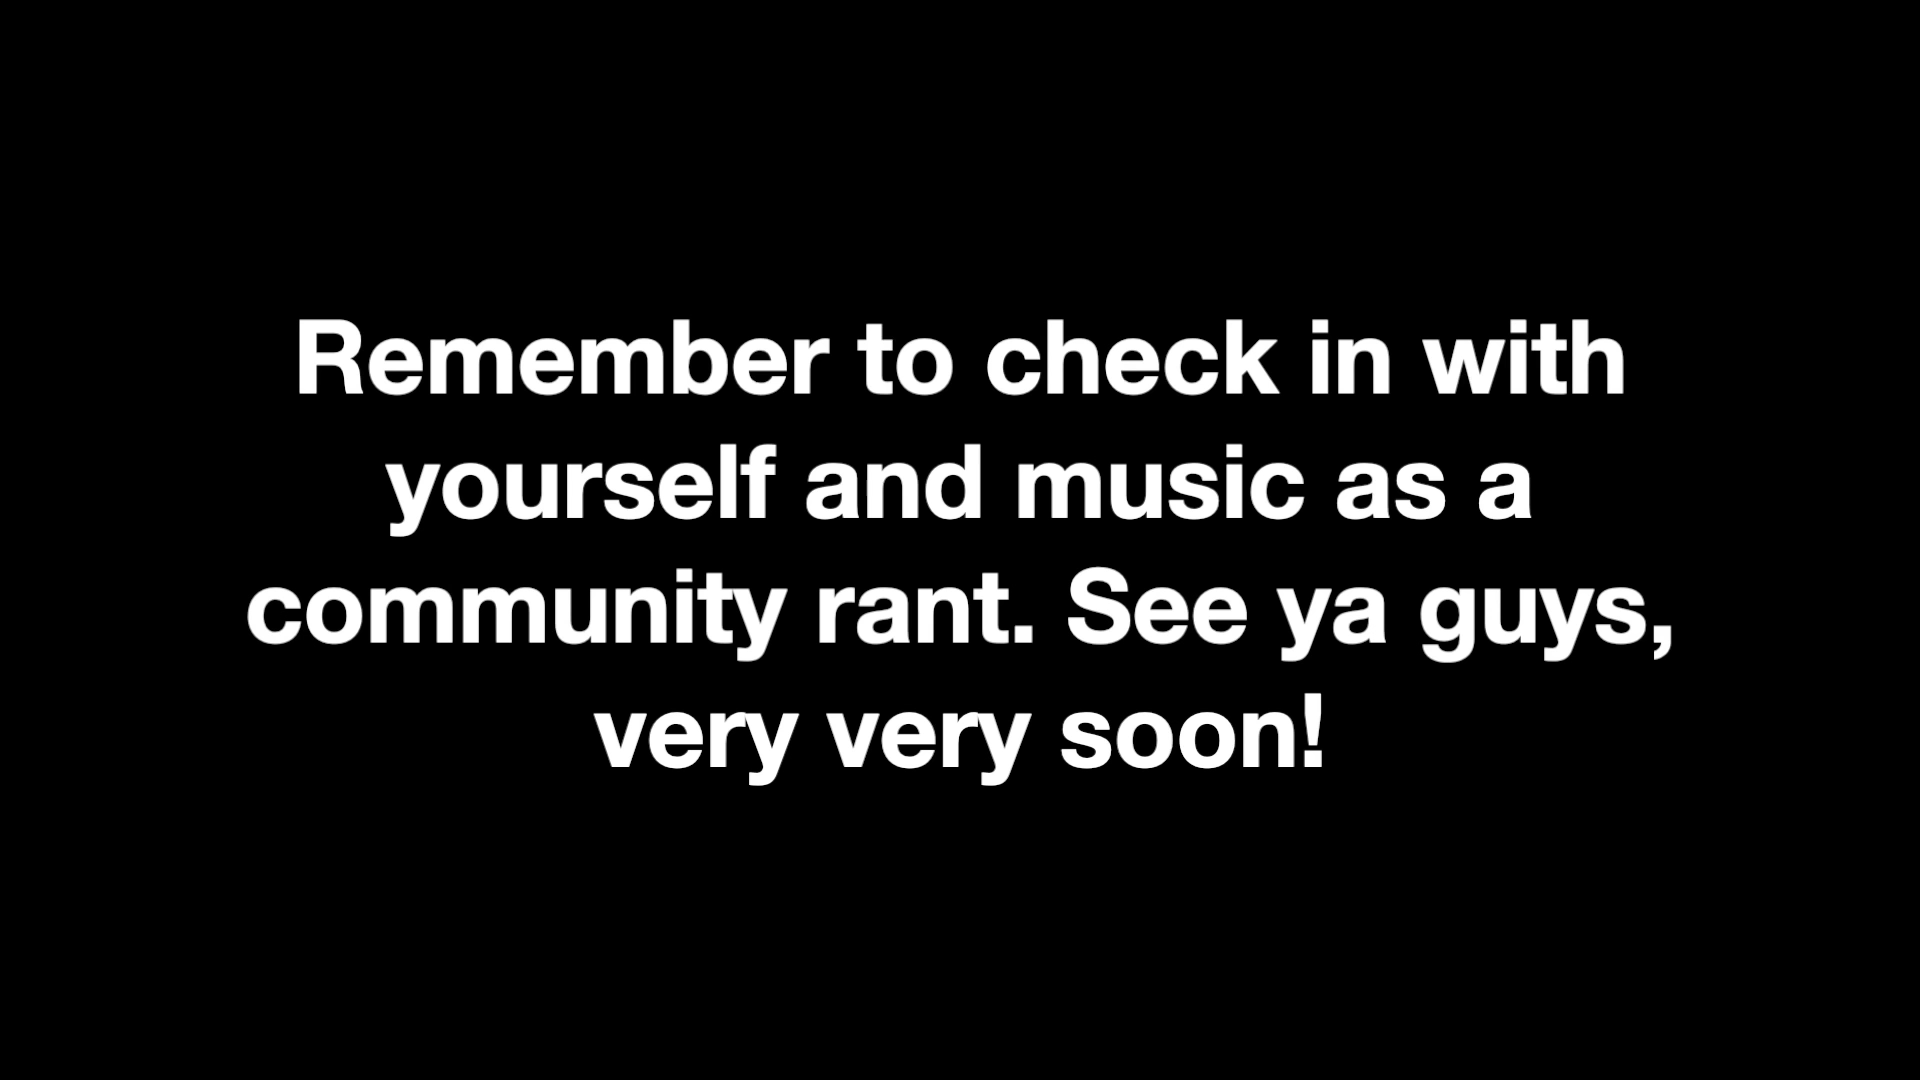 Remember to check in with
yourself and music as a
community rant. See ya guys,
very very soon!